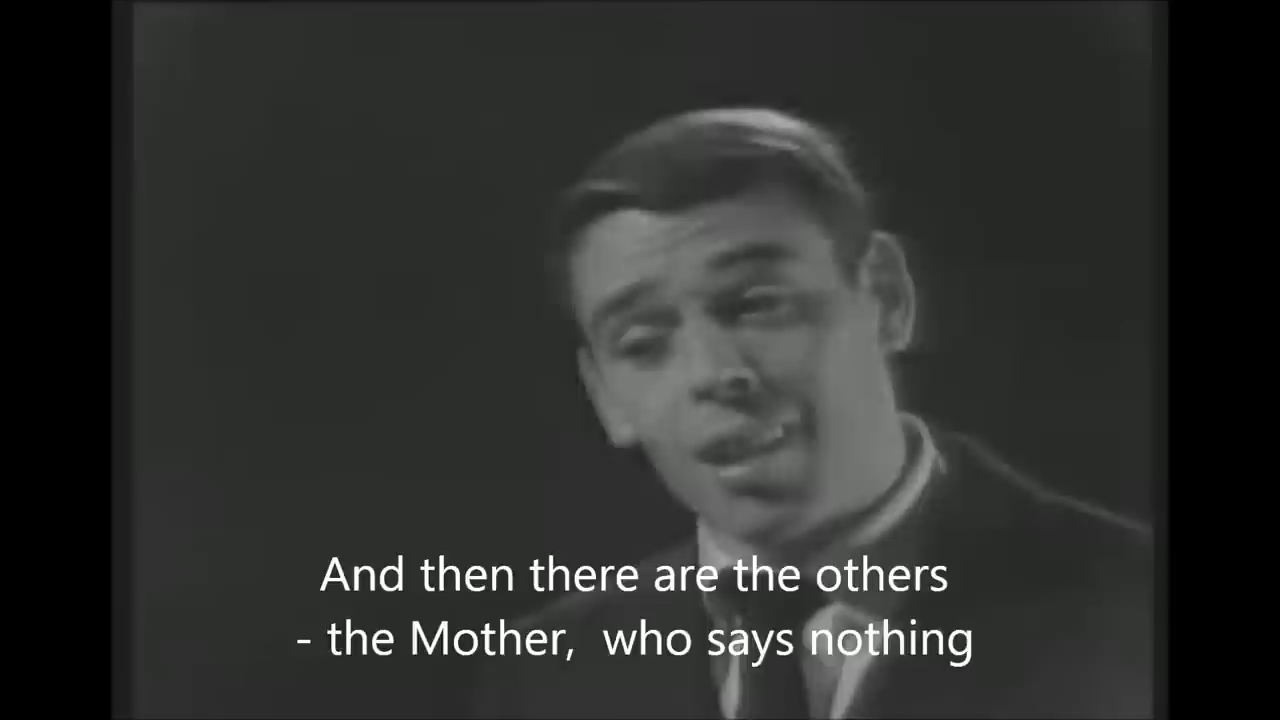 And then there are the others
- the Mother, who says nothing